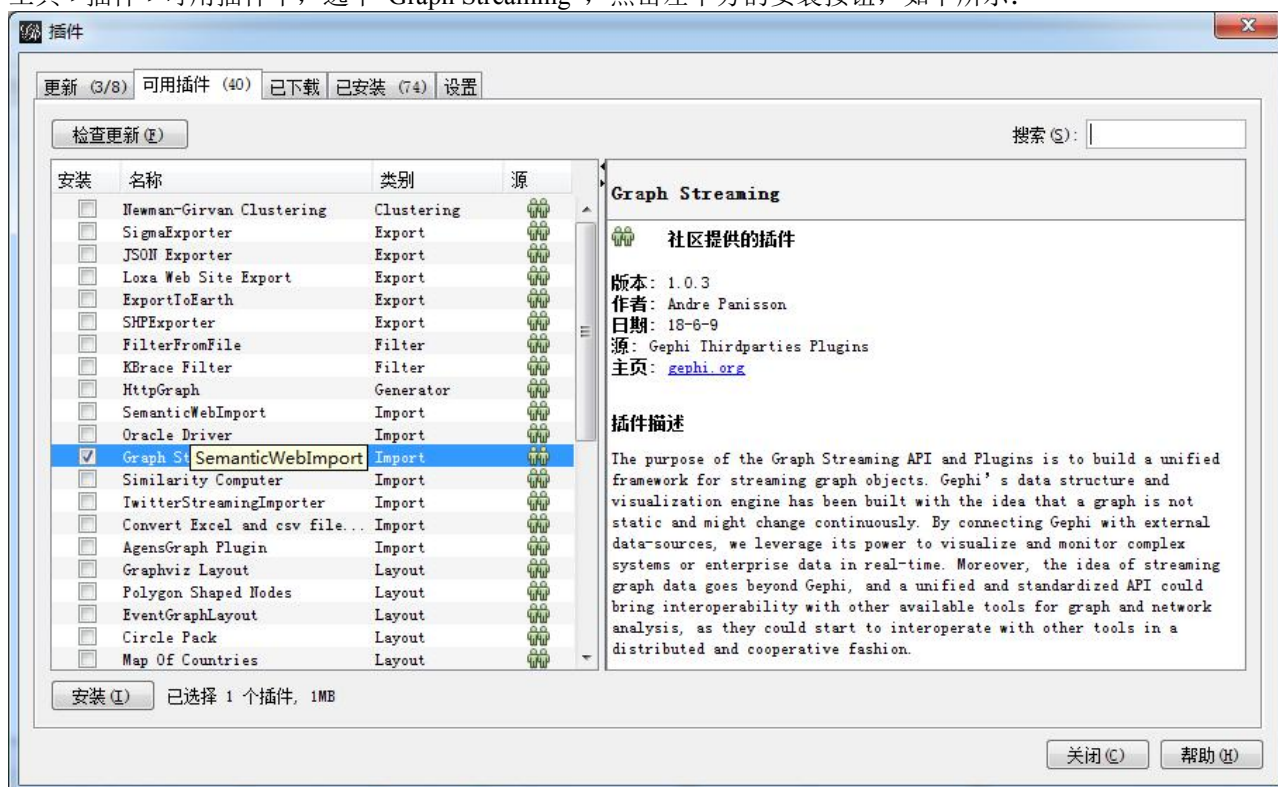 工具->插件->可用插件下，选中"Graph Streaming"，点击左下方的安装按钮，如下所示：
插件
更新 (3/8) 可用插件 (40) 已下载 已安装 (74) 设置
检查更新(F) 搜索(S):
安装 名称 类别 源
Newman-Girvan Clustering Clustering
SigmaExporter Export
JSON Exporter Export
Loxa Web Site Export Export
ExportToEarth Export
SHPExporter Export
FilterFromFile Filter
KBrace Filter Filter
HttpGraph Generator
SemanticWebImport Import
Oracle Driver Import
Graph St SemanticWebImport Import
Similarity Computer Import
TwitterStreamingImporter Import
Convert Excel and csv file... Import
AgensGraph Plugin Import
Graphviz Layout Layout
Polygon Shaped Nodes Layout
EventGraphLayout Layout
Circle Pack Layout
Map Of Countries Layout
Graph Streaming
社区提供的插件
版本: 1.0.3
作者: Andre Panisson
日期: 18-6-9
源: Gephi Thirdparties Plugins
主页: gephi.org
插件描述
The purpose of the Graph Streaming API and Plugins is to build a unified
framework for streaming graph objects. Gephi's data structure and
visualization engine has been built with the idea that a graph is not
static and might change continuously. By connecting Gephi with external
data-sources, we leverage its power to visualize and monitor complex
systems or enterprise data in real-time. Moreover, the idea of streaming
graph data goes beyond Gephi, and a unified and standardized API could
bring interoperability with other available tools for graph and network
analysis, as they could start to interoperate with other tools in a
distributed and cooperative fashion.
安装(I) 已选择 1 个插件, 1MB
关闭(C) 帮助(H)